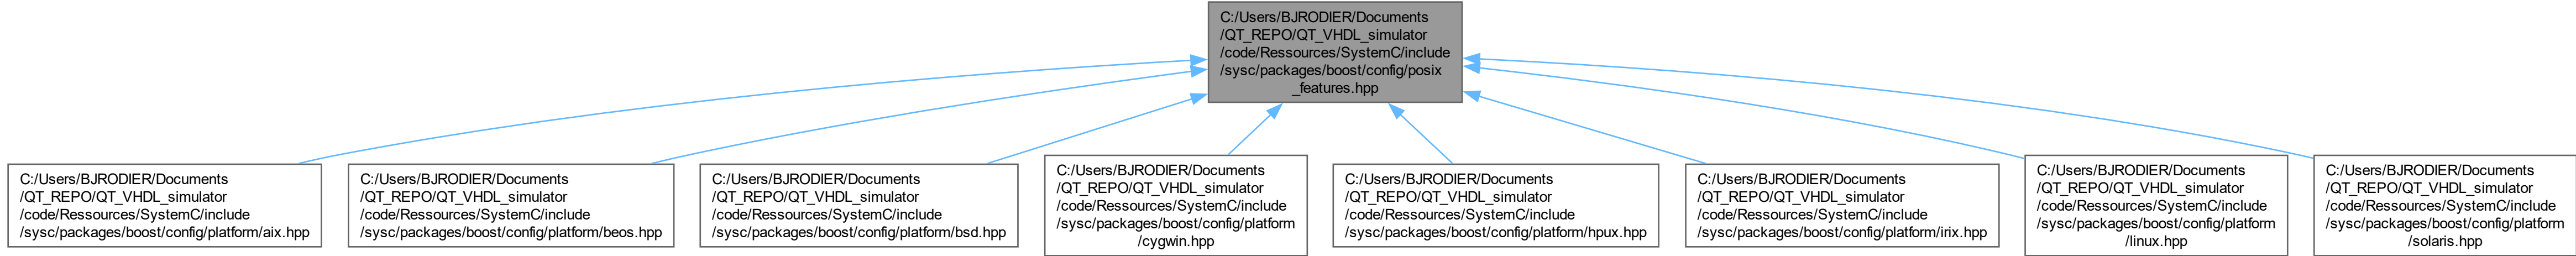 C:/Users/BJRODIER/Documents
/QT_REPO/QT_VHDL_simulator
/code/Ressources/SystemC/include
/sysc/packages/boost/config/posix
_features.hpp
C:/Users/BJRODIER/Documents
/QT_REPO/QT_VHDL_simulator
/code/Ressources/SystemC/include
/sysc/packages/boost/config/platform/aix.hpp
C:/Users/BJRODIER/Documents
/QT_REPO/QT_VHDL_simulator
/code/Ressources/SystemC/include
/sysc/packages/boost/config/platform/beos.hpp
C:/Users/BJRODIER/Documents
/QT_REPO/QT_VHDL_simulator
/code/Ressources/SystemC/include
/sysc/packages/boost/config/platform/bsd.hpp
C:/Users/BJRODIER/Documents
/QT_REPO/QT_VHDL_simulator
/code/Ressources/SystemC/include
/sysc/packages/boost/config/platform
/cygwin.hpp
C:/Users/BJRODIER/Documents
/QT_REPO/QT_VHDL_simulator
/code/Ressources/SystemC/include
/sysc/packages/boost/config/platform/hpux.hpp
C:/Users/BJRODIER/Documents
/QT_REPO/QT_VHDL_simulator
/code/Ressources/SystemC/include
/sysc/packages/boost/config/platform/irix.hpp
C:/Users/BJRODIER/Documents
/QT_REPO/QT_VHDL_simulator
/code/Ressources/SystemC/include
/sysc/packages/boost/config/platform
/linux.hpp
C:/Users/BJRODIER/Documents
/QT_REPO/QT_VHDL_simulator
/code/Ressources/SystemC/include
/sysc/packages/boost/config/platform
/solaris.hpp